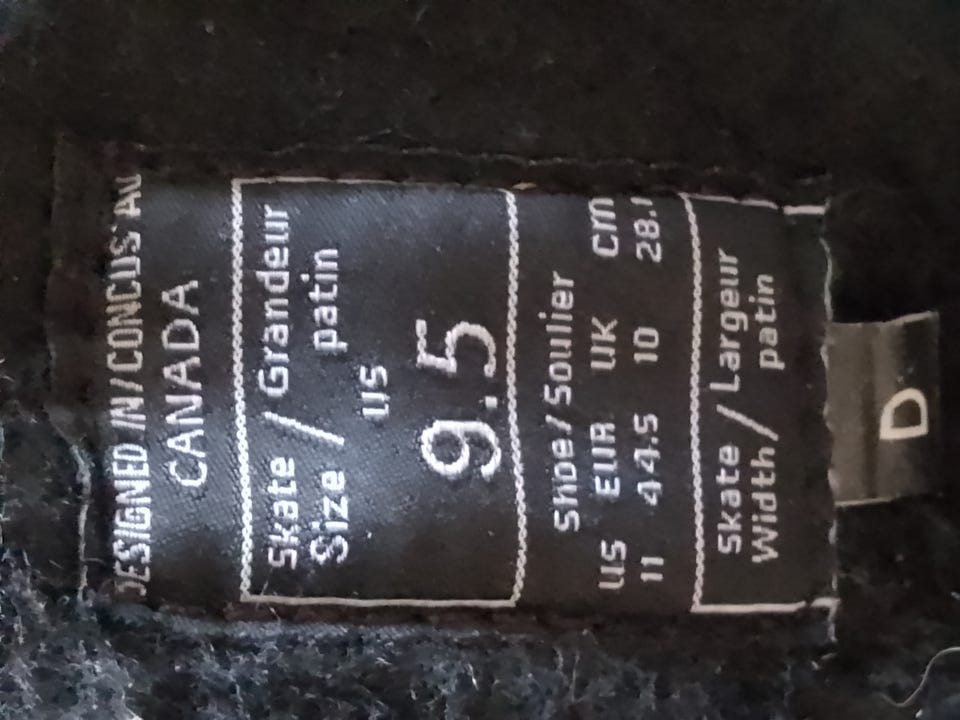 DESIGNED IN/CONCUS AU
CANADA
Skate / Grandeur
Size / patin
US
9.5
Shoe/Soulier
US EUR UK cm
11 44.5 10 28.
Skate / Largeur
Width / patin
D